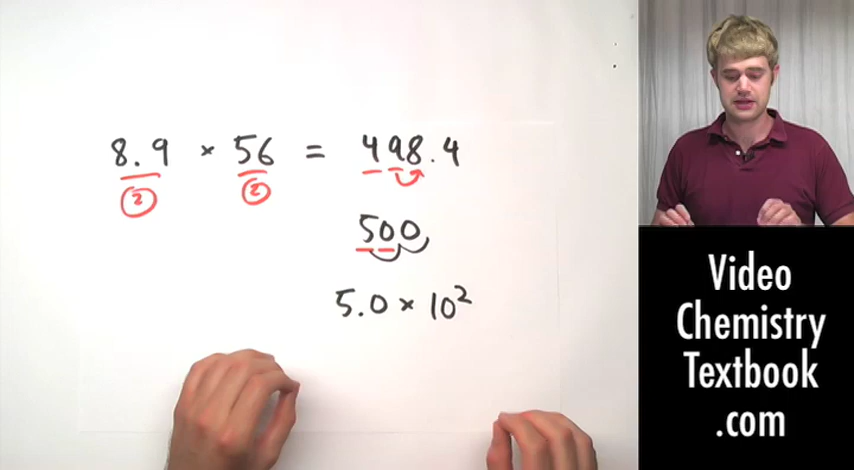 8.9 × 56 = 498.4
② ②
500
5.0 × 10²
Video
Chemistry
Textbook
.com